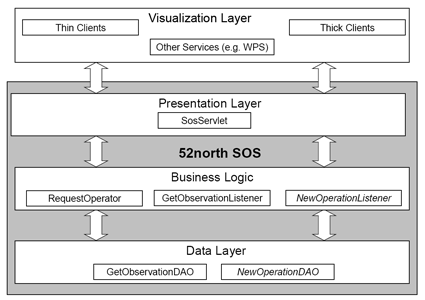 Visualization Layer
Thin Clients
Thick Clients
Other Services (e.g. WPS)
Presentation Layer
SosServlet
52north SOS
Business Logic
RequestOperator
GetObservationListener
NewOperationListener
Data Layer
GetObservationDAO
NewOperationDAO